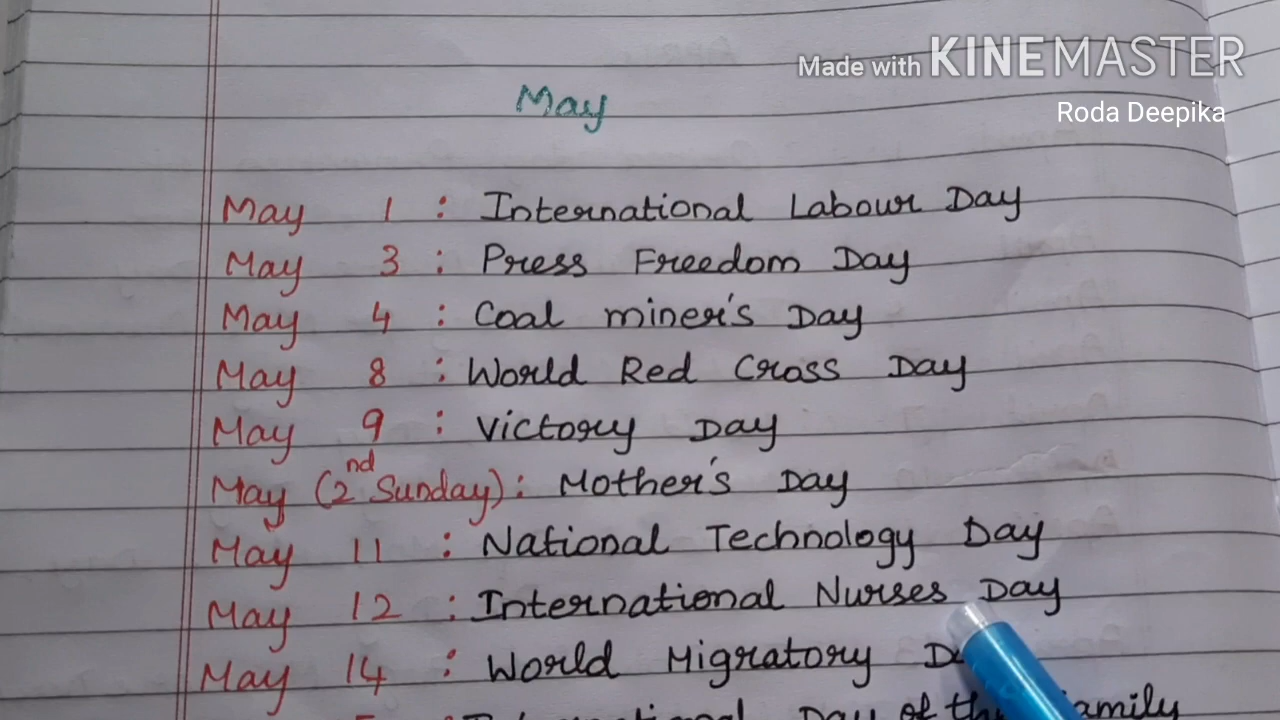 Made with KINEMASTER
Roda Deepika
May
May 1 : International Labour Day
May 3 : Press Freedom Day
May 4 : Coal miner's Day
May 8 : World Red Cross Day
May 9 : Victory Day
May (2nd Sunday) : Mother's Day
May 11 : National Technology Day
May 12 : International Nurses Day
May 14 : World Migratory
Day of